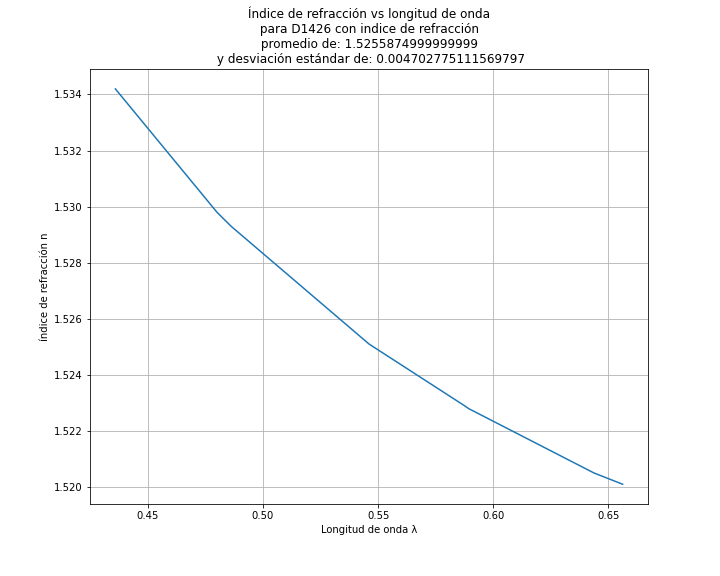 Índice de refracción vs longitud de onda
para D1426 con indice de refracción
promedio de: 1.5255874999999999
y desviación estándar de: 0.004702775111569797
1.534
1.532
1.530
1.528
1.526
1.524
1.522
1.520
índice de refracción n
0.45 0.50 0.55 0.60 0.65
Longitud de onda λ